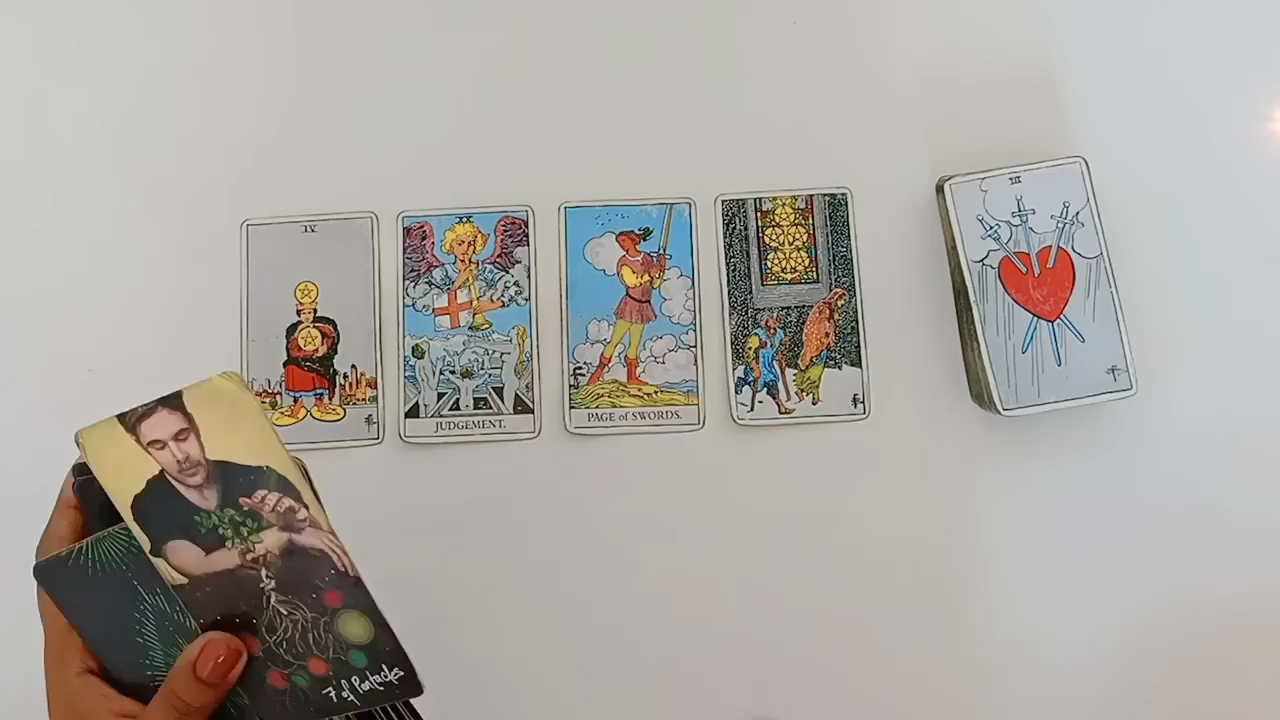 IV
XX
JUDGEMENT.
PAGE of SWORDS.
III
7 of Pentacles